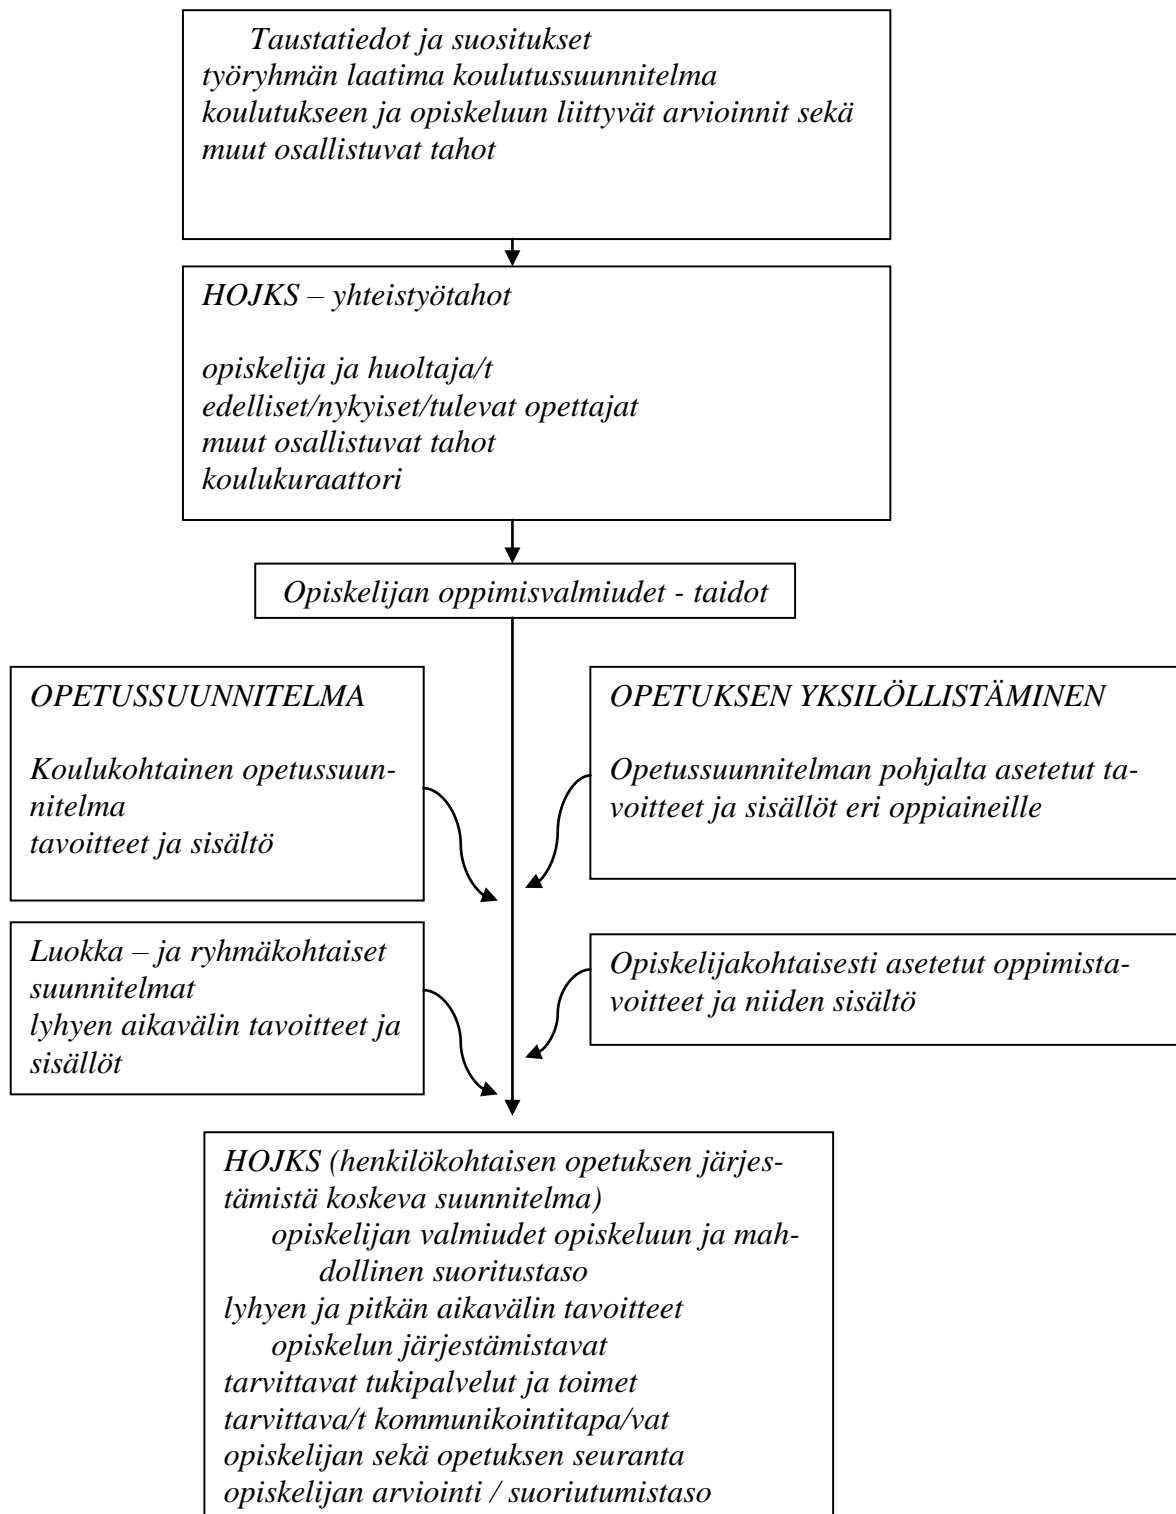 Taustatiedot ja suositukset
työryhmän laatima koulutussuunnitelma
koulutukseen ja opiskeluun liittyvät arvioinnit sekä
muut osallistuvat tahot
HOJKS – yhteistyötahot
opiskelija ja huoltaja/t
edelliset/nykyiset/tulevat opettajat
muut osallistuvat tahot
koulukuraattori
Opiskelijan oppimisvalmiudet - taidot
OPETUSSUUNNITELMA
Koulukohtainen opetussuun-
nitelma
tavoitteet ja sisältö
OPETUKSEN YKSILÖLLISTÄMINEN
Opetussuunnitelman pohjalta asetetut ta-
voitteet ja sisällöt eri oppiaineille
Luokka – ja ryhmäkohtaiset
suunnitelmat
lyhyen aikavälin tavoitteet ja
sisällöt
Opiskelijakohtaisesti asetetut oppimista-
voitteet ja niiden sisältö
HOJKS (henkilökohtaisen opetuksen järjes-
tämistä koskeva suunnitelma)
opiskelijan valmiudet opiskeluun ja mah-
dollinen suoritustaso
lyhyen ja pitkän aikavälin tavoitteet
opiskelun järjestämistavat
tarvittavat tukipalvelut ja toimet
tarvittava/t kommunikointitapa/vat
opiskelijan sekä opetuksen seuranta
opiskelijan arviointi / suoriutumistaso